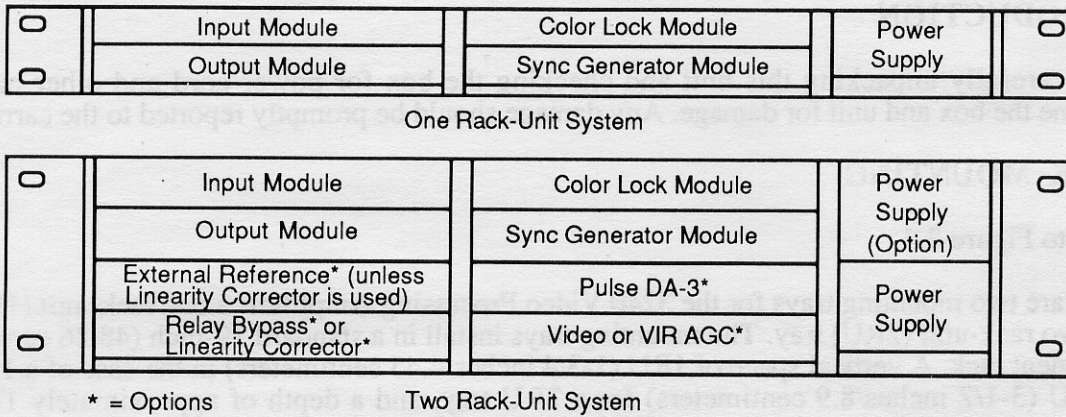 Input Module
Color Lock Module
Power
Supply
Output Module
Sync Generator Module
One Rack-Unit System
Input Module
Color Lock Module
Power
Supply
(Option)
Output Module
Sync Generator Module
External Reference* (unless
Linearity Corrector is used)
Pulse DA-3*
Power
Supply
Relay Bypass* or
Linearity Corrector*
Video or VIR AGC*
* = Options
Two Rack-Unit System